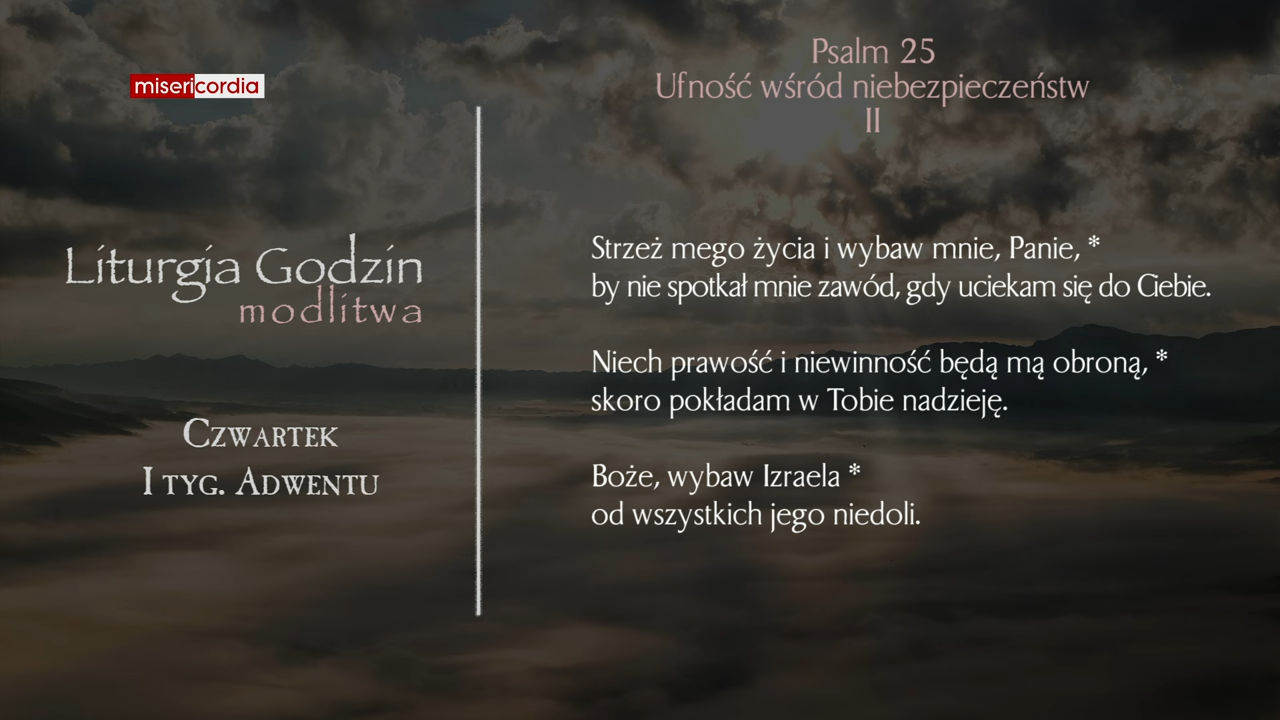 misericordia
Liturgia Godzin
modlitwa
Czwartek
I tyg. Adwentu
Psalm 25
Ufność wśród niebezpieczeństw
II
Strzeż mego życia i wybaw mnie, Panie, *
by nie spotkał mnie zawód, gdy uciekam się do Ciebie.
Niech prawość i niewinność będą mą obroną, *
skoro pokładam w Tobie nadzieję.
Boże, wybaw Izraela *
od wszystkich jego niedoli.